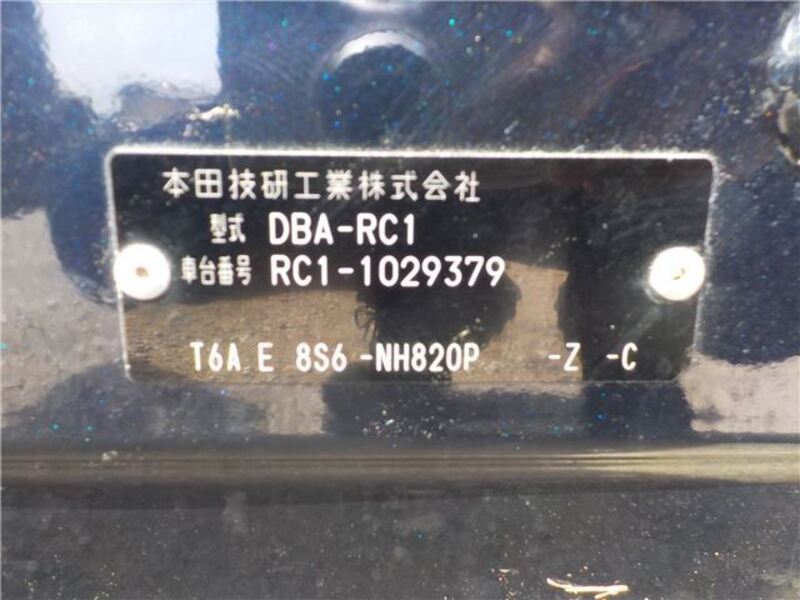 本田技研工業株式会社
型式 DBA-RC1
車台番号 RC1-1029379
T6A E 8S6 -NH820P -Z -C